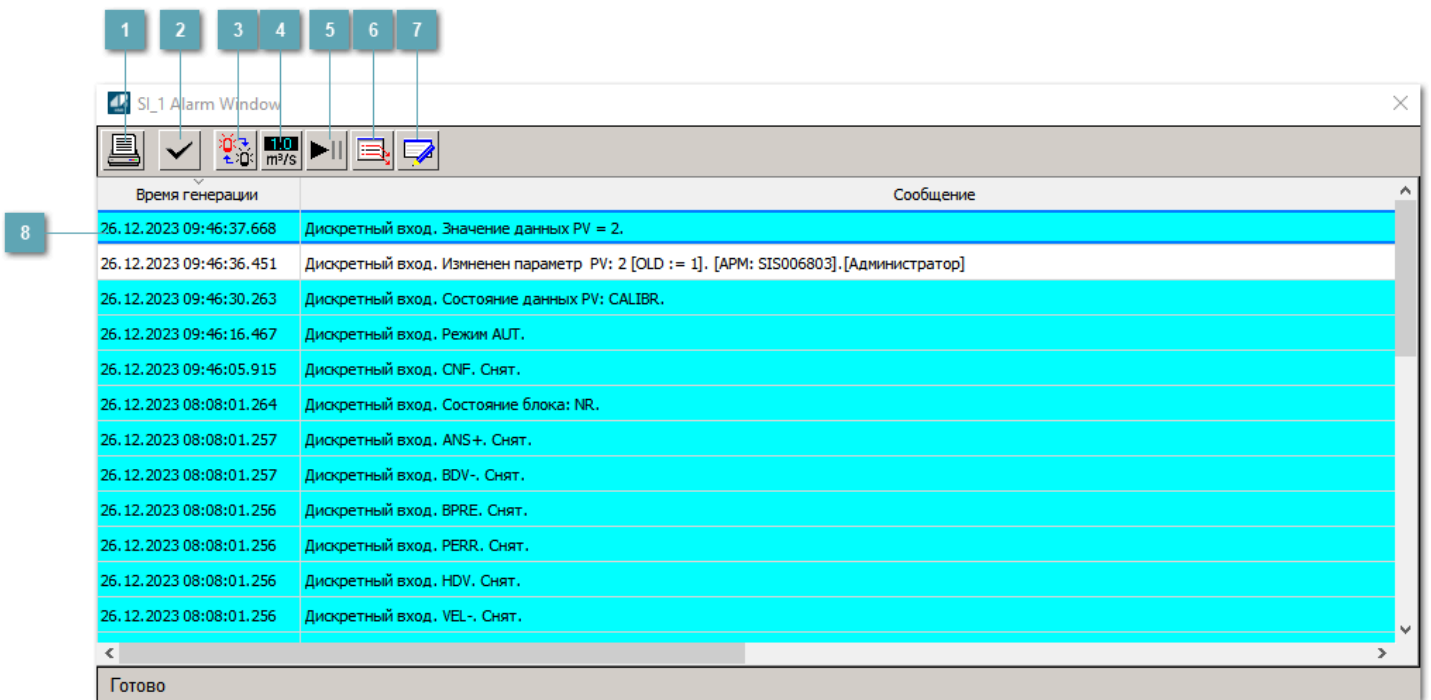 1 2 3 4 5 6 7
SI_1 Alarm Window
1.0
m³/s
Время генерации Сообщение
8
26.12.2023 09:46:37.668 Дискретный вход. Значение данных PV = 2.
26.12.2023 09:46:36.451 Дискретный вход. Измненен параметр PV: 2 [OLD := 1]. [АРМ: SIS006803].[Администратор]
26.12.2023 09:46:30.263 Дискретный вход. Состояние данных PV: CALIBR.
26.12.2023 09:46:16.467 Дискретный вход. Режим AUT.
26.12.2023 09:46:05.915 Дискретный вход. CNF. Снят.
26.12.2023 08:08:01.264 Дискретный вход. Состояние блока: NR.
26.12.2023 08:08:01.257 Дискретный вход. ANS+. Снят.
26.12.2023 08:08:01.257 Дискретный вход. BDV-. Снят.
26.12.2023 08:08:01.256 Дискретный вход. BPRE. Снят.
26.12.2023 08:08:01.256 Дискретный вход. PERR. Снят.
26.12.2023 08:08:01.256 Дискретный вход. HDV. Снят.
26.12.2023 08:08:01.256 Дискретный вход. VEL-. Снят.
Готово